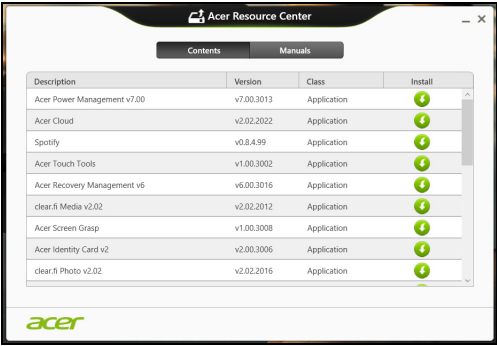 Acer Resource Center
Contents Manuals
Description Version Class Install
Acer Power Management v7.00 v7.00.3013 Application
Acer Cloud v2.02.2022 Application
Spotify v0.8.4.99 Application
Acer Touch Tools v1.00.3002 Application
Acer Recovery Management v6 v6.00.3016 Application
clear.fi Media v2.02 v2.02.2012 Application
Acer Screen Grasp v1.00.3008 Application
Acer Identity Card v2 v2.00.3006 Application
clear.fi Photo v2.02 v2.02.2016 Application
acer